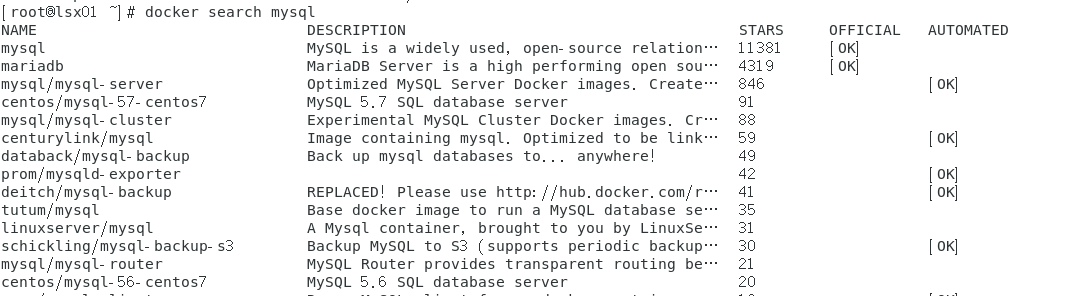 [root@lsx01 ~]# docker search mysql
NAME DESCRIPTION STARS OFFICIAL AUTOMATED
mysql MySQL is a widely used, open-source relation… 11381 [OK]
mariadb MariaDB Server is a high performing open sou… 4319 [OK]
mysql/mysql-server Optimized MySQL Server Docker images. Create… 846 [OK]
centos/mysql-57-centos7 MySQL 5.7 SQL database server 91
mysql/mysql-cluster Experimental MySQL Cluster Docker images. Cr… 88
centurylink/mysql Image containing mysql. Optimized to be link… 59 [OK]
databack/mysql-backup Back up mysql databases to... anywhere! 49
prom/mysqld-exporter 42 [OK]
deitch/mysql-backup REPLACED! Please use http://hub.docker.com/r… 41 [OK]
tutum/mysql Base docker image to run a MySQL database se… 35
linuxserver/mysql A Mysql container, brought to you by LinuxSe… 31
schickling/mysql-backup-s3 Backup MySQL to S3 (supports periodic backup… 30 [OK]
mysql/mysql-router MySQL Router provides transparent routing be… 21
centos/mysql-56-centos7 MySQL 5.6 SQL database server 20